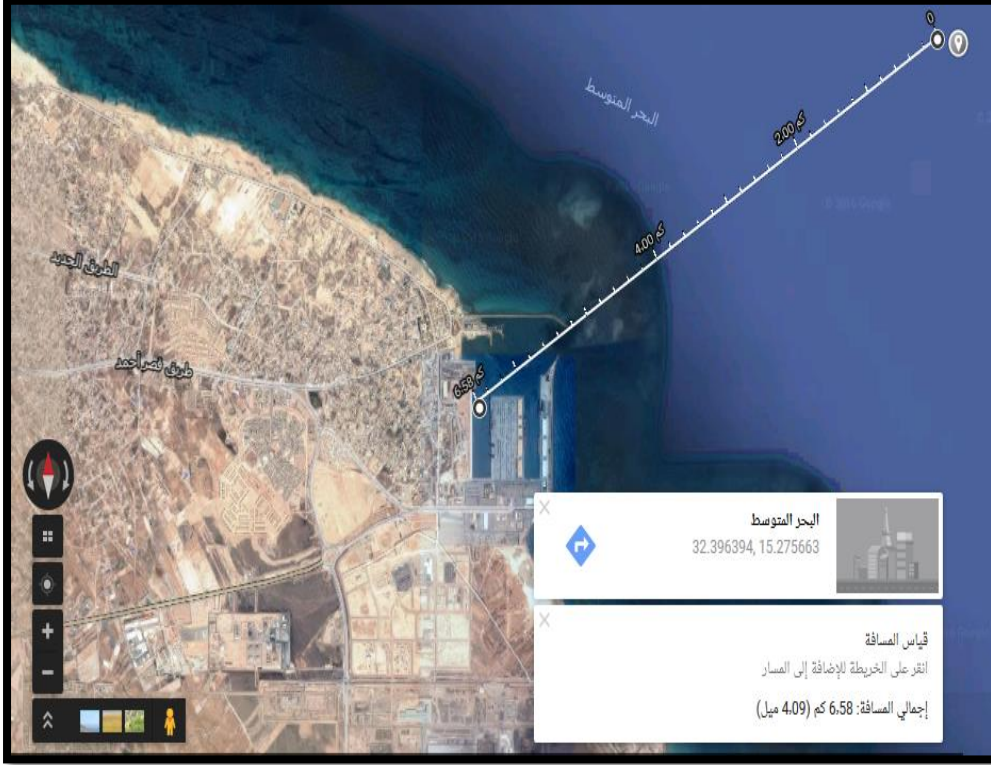 0
البحر المتوسط
2.00 كم
© 2016 Google
4.00 كم
الطريق الجديد
طريق قصر أحمد
6.58 كم
البحر المتوسط
32.396394, 15.275663
قياس المسافة
انقر على الخريطة للإضافة إلى المسار
إجمالي المسافة: 6.58 كم (4.09 ميل)